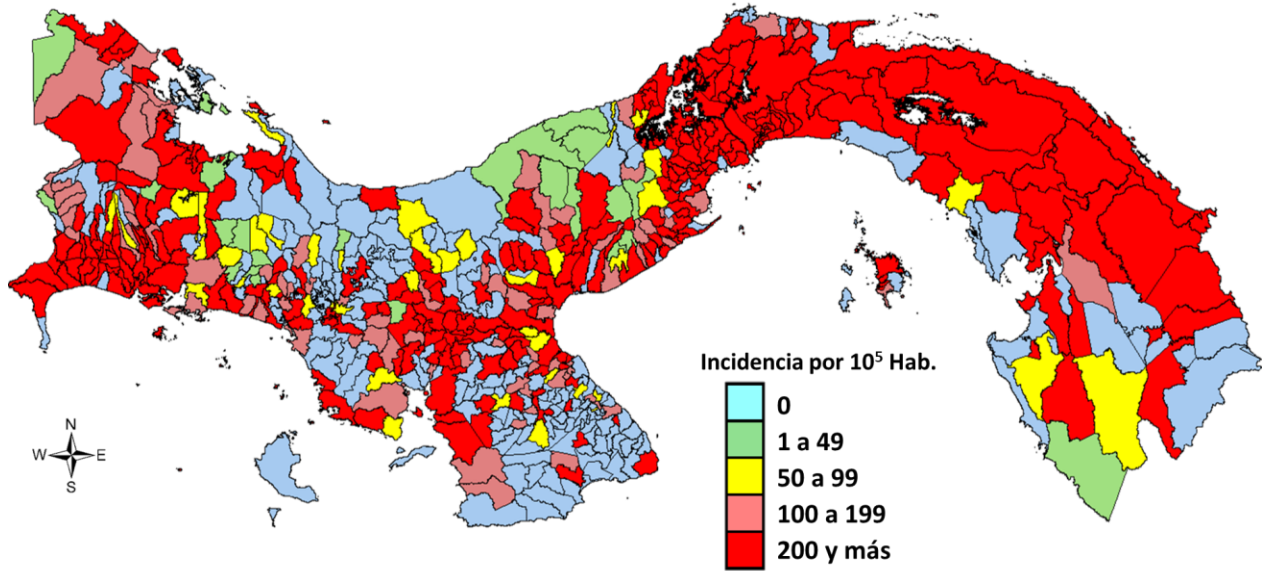 Incidencia por 10⁵ Hab.
0
1 a 49
50 a 99
100 a 199
200 y más
N
W E
S